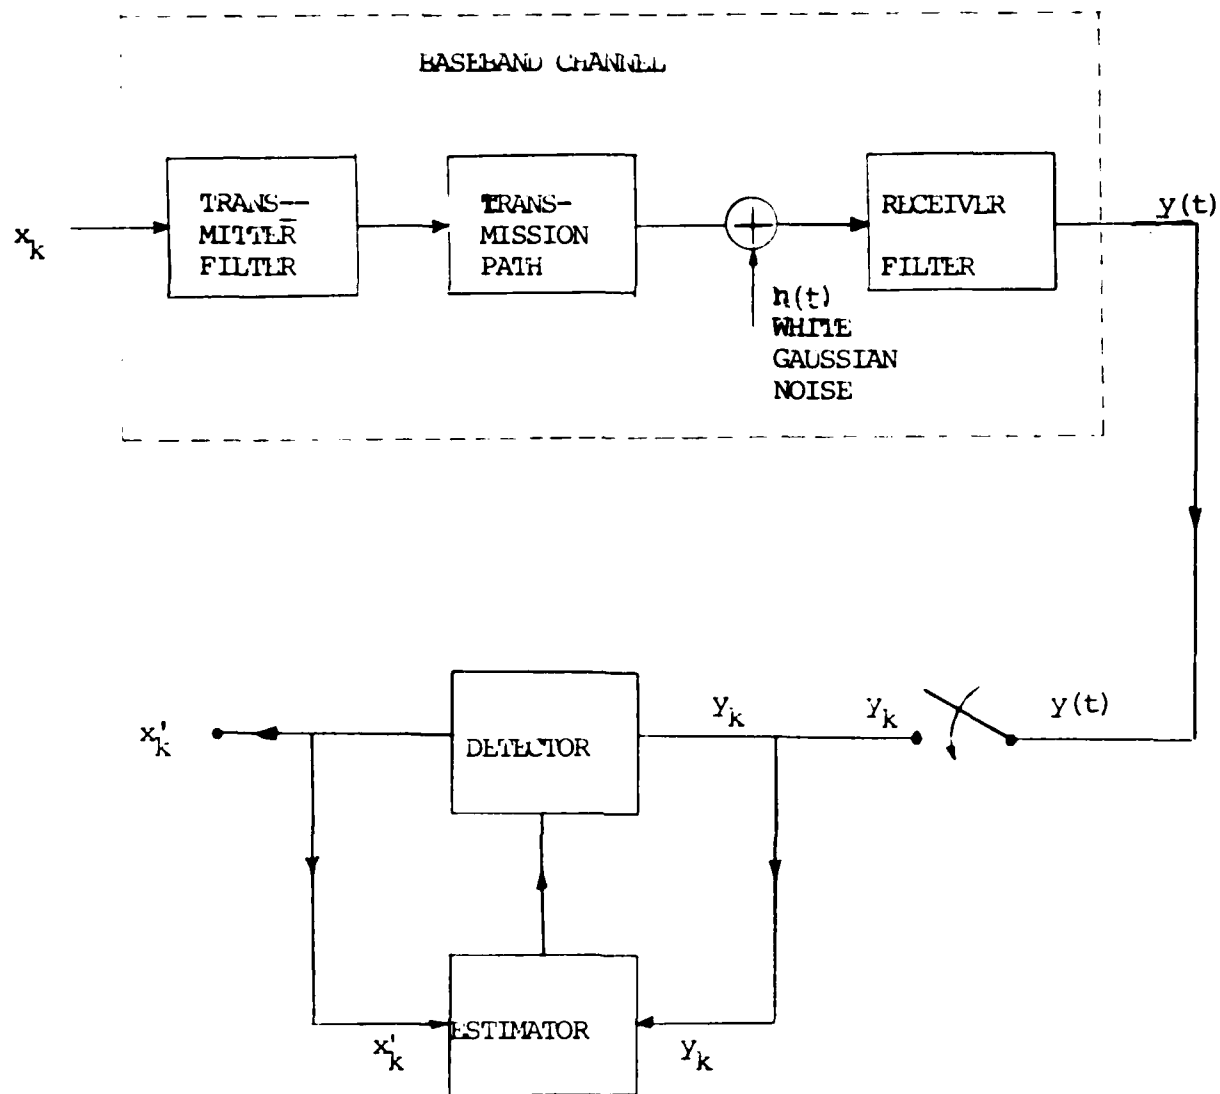 BASEBAND CHANNEL
x_k
TRANS--
MITTER
FILTER
TRANS-
MISSION
PATH
RECEIVER
FILTER
y(t)
n(t)
WHITE
GAUSSIAN
NOISE
x'_k
DETECTOR
y_k
y_k
y(t)
x'_k
ESTIMATOR
y_k